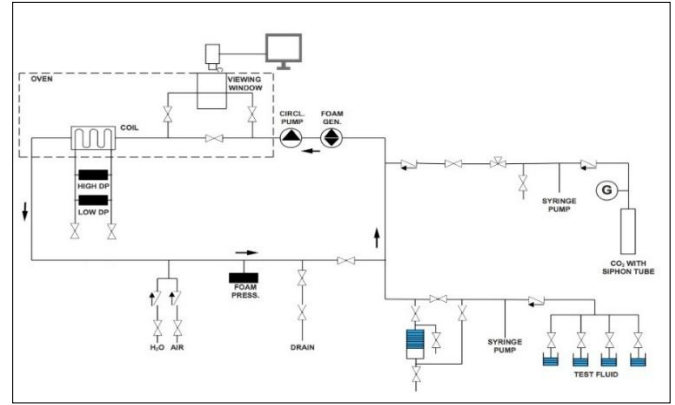 OVEN
VIEWING
WINDOW
CIRCL.
PUMP
FOAM
GEN.
COIL
HIGH DP
LOW DP
G
SYRINGE
PUMP
CO₂ WITH
SIPHON TUBE
FOAM
PRESS.
H₂O AIR
DRAIN
SYRINGE
PUMP
TEST FLUID